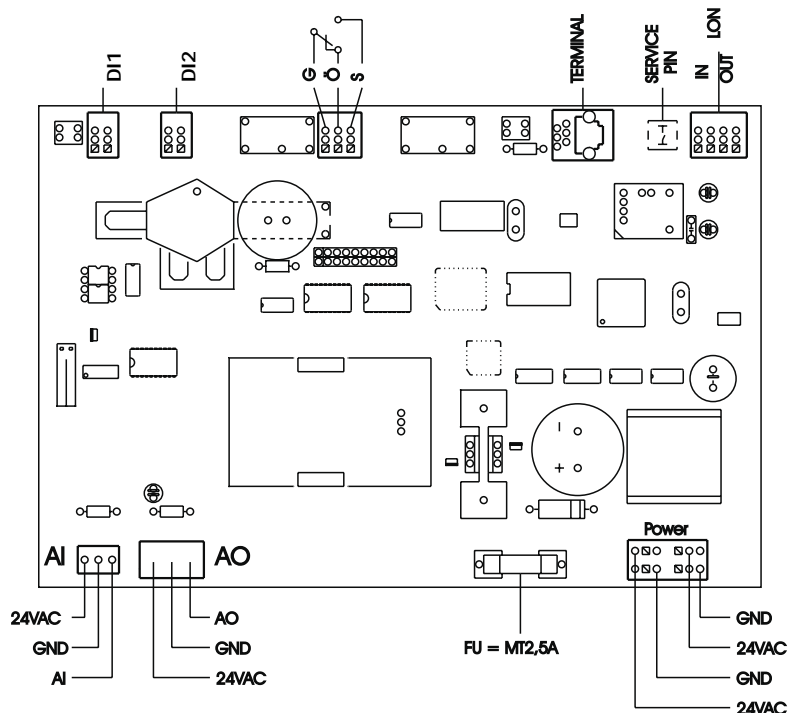 DI1
DI2
G
Ö
S
TERMINAL
SERVICE
PIN
IN
OUT
LON
Power
AI
AO
24VAC
GND
AI
AO
GND
24VAC
FU = MT2,5A
GND
24VAC
GND
24VAC